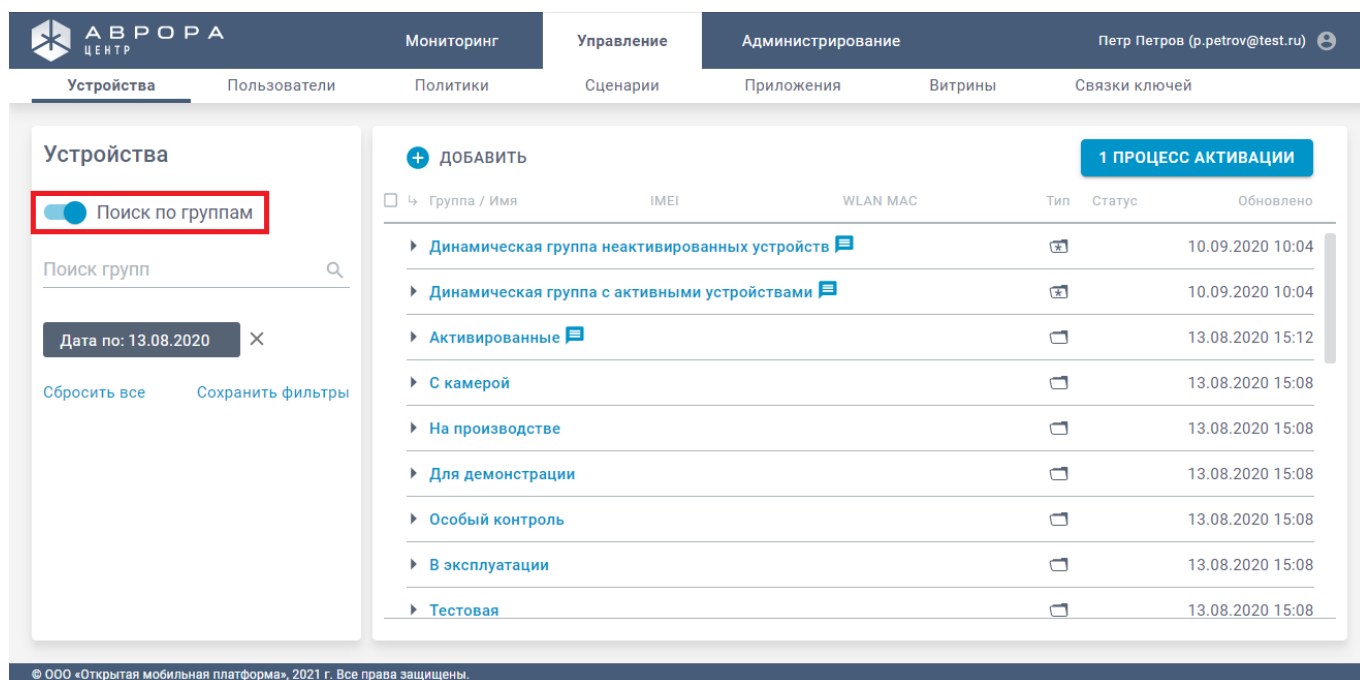 АВРОРА
ЦЕНТР
Мониторинг Управление Администрирование Петр Петров (p.petrov@test.ru)
Устройства Пользователи Политики Сценарии Приложения Витрины Связки ключей
Устройства
Поиск по группам
Поиск групп
Дата по: 13.08.2020
Сбросить все Сохранить фильтры
ДОБАВИТЬ 1 ПРОЦЕСС АКТИВАЦИИ
Группа / Имя IMEI WLAN MAC Тип Статус Обновлено
Динамическая группа неактивированных устройств 10.09.2020 10:04
Динамическая группа с активными устройствами 10.09.2020 10:04
Активированные 13.08.2020 15:12
С камерой 13.08.2020 15:08
На производстве 13.08.2020 15:08
Для демонстрации 13.08.2020 15:08
Особый контроль 13.08.2020 15:08
В эксплуатации 13.08.2020 15:08
Тестовая 13.08.2020 15:08
© ООО «Открытая мобильная платформа», 2021 г. Все права защищены.